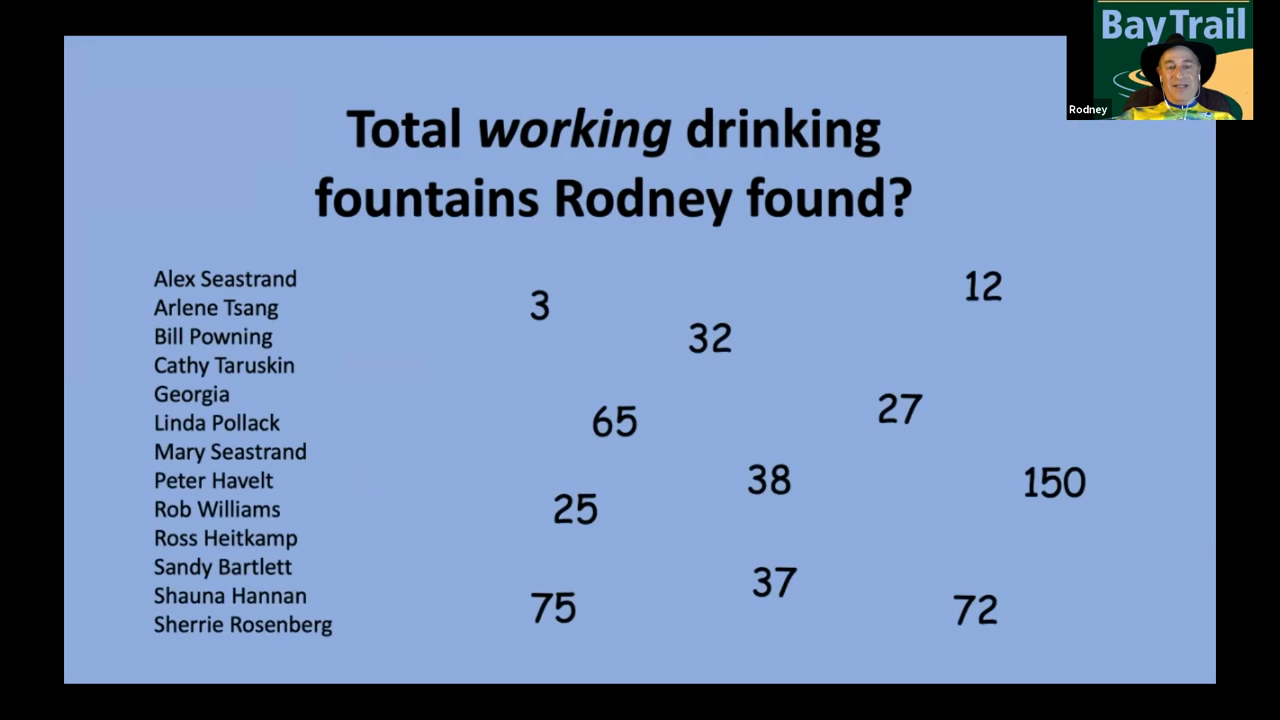 Bay Trail
Rodney
Total working drinking
fountains Rodney found?
Alex Seastrand
Arlene Tsang
Bill Powning
Cathy Taruskin
Georgia
Linda Pollack
Mary Seastrand
Peter Havelt
Rob Williams
Ross Heitkamp
Sandy Bartlett
Shauna Hannan
Sherrie Rosenberg
3
12
32
65
27
38
150
25
37
75
72